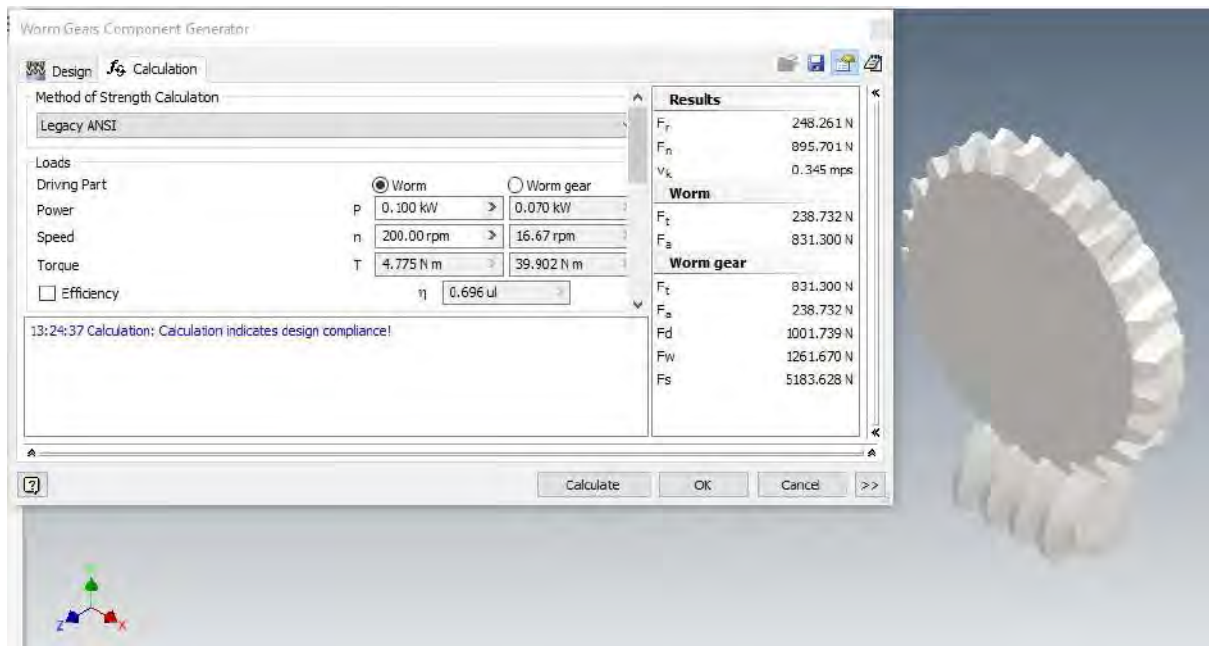 Worm Gears Component Generator
Design Calculation
Method of Strength Calculation
Legacy ANSI
Loads
Driving Part Worm Worm gear
Power P 0.100 kW > 0.070 kW
Speed n 200.00 rpm > 16.67 rpm
Torque T 4.775 N m > 39.902 N m
Efficiency η 0.696 ul >
13:24:37 Calculation: Calculation indicates design compliance!
Results
Fr 248.261 N
Fn 895.701 N
vk 0.345 mps
Worm
Ft 238.732 N
Fa 831.300 N
Worm gear
Ft 831.300 N
Fa 238.732 N
Fd 1001.739 N
Fw 1261.670 N
Fs 5183.628 N
? Calculate OK Cancel >>
Z X